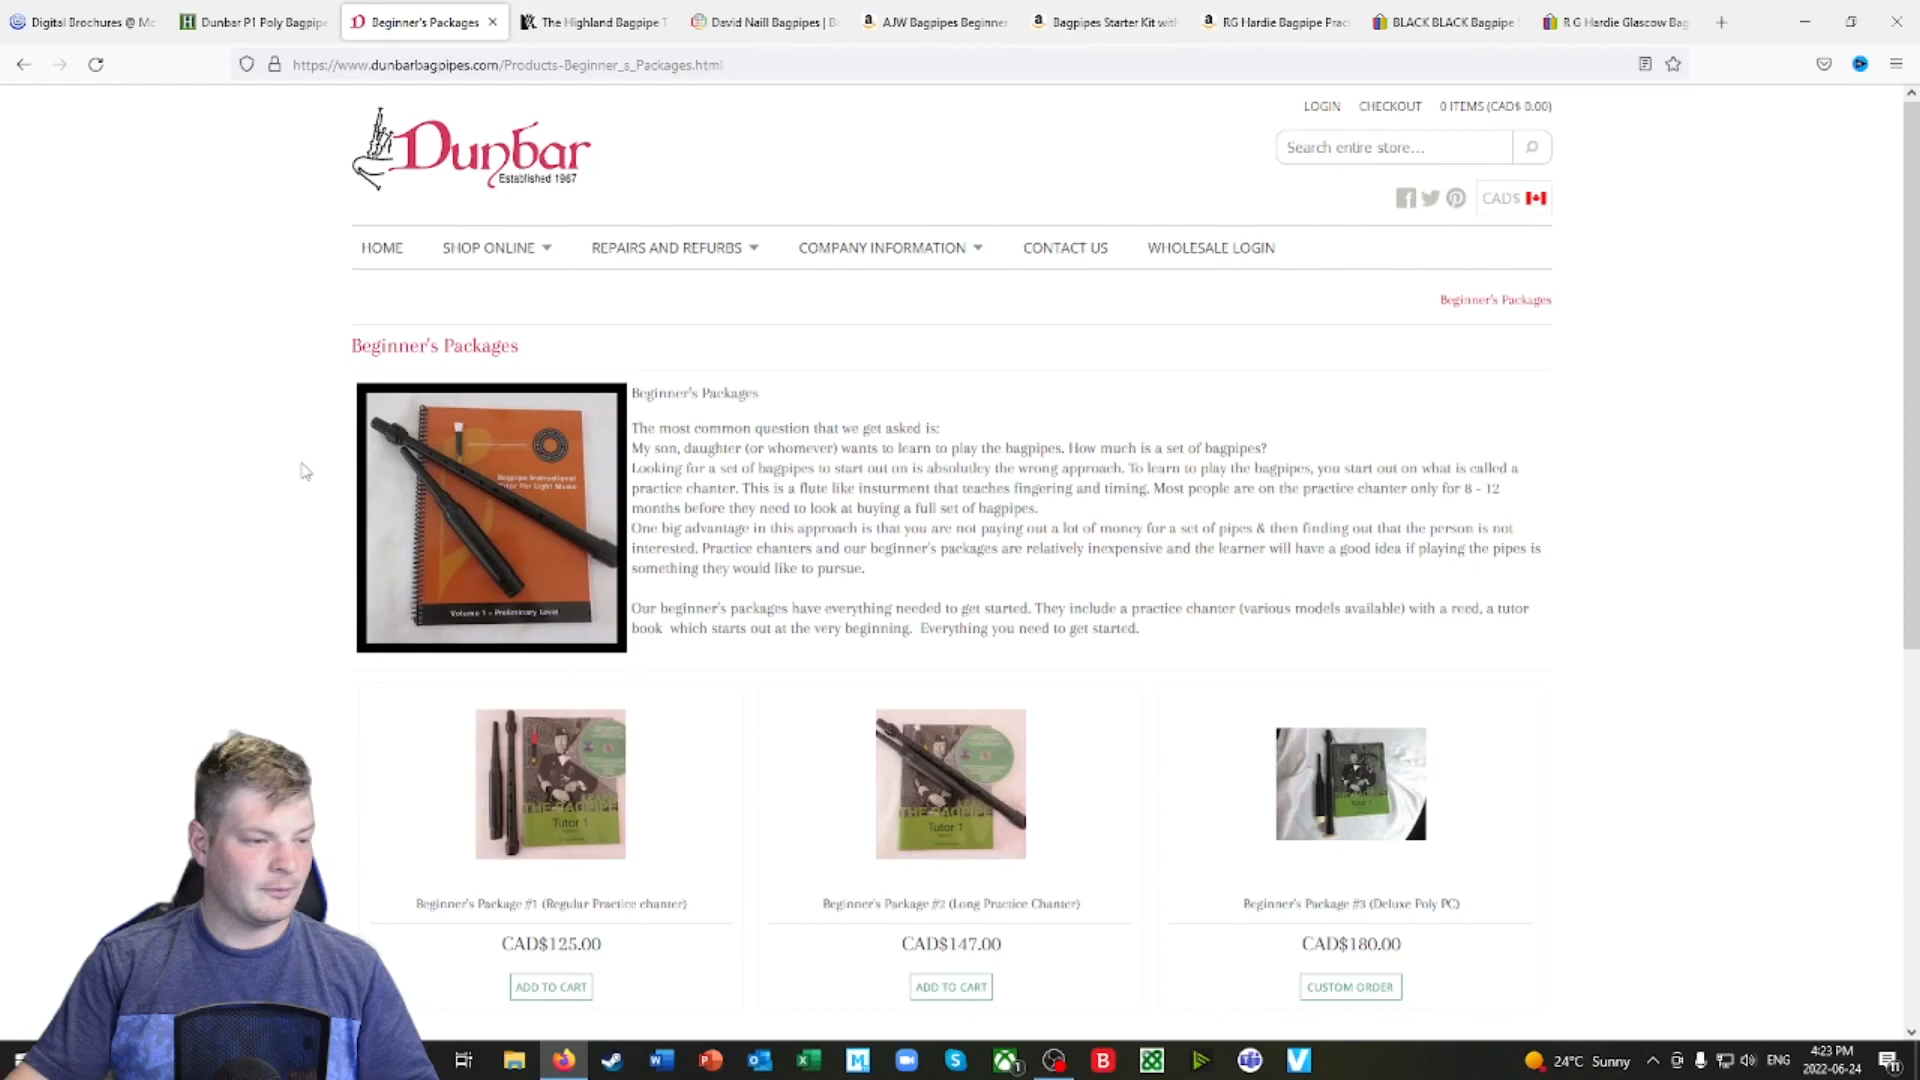 Digital Brochures @ Mc
Dunbar P1 Poly Bagpipe
Beginner's Packages
The Highland Bagpipe T
David Naill Bagpipes | Ba
AJW Bagpipes Beginner
Bagpipes Starter Kit with
RG Hardie Bagpipe Prac
BLACK BLACK Bagpipe
R G Hardie Glascow Bag
https://www.dunbarbagpipes.com/Products-Beginner_s_Packages.html
Dunbar
Established 1967
LOGIN CHECKOUT 0 ITEMS (CAD$ 0.00)
Search entire store...
CAD$
HOME SHOP ONLINE REPAIRS AND REFURBS COMPANY INFORMATION CONTACT US WHOLESALE LOGIN
Beginner's Packages
Beginner's Packages
Bagpipe Instructional
Tutor For Light Music
Volume 1 - Preliminary Level
Beginner's Packages
The most common question that we get asked is:
My son, daughter (or whomever) wants to learn to play the bagpipes. How much is a set of bagpipes?
Looking for a set of bagpipes to start out on is absolutley the wrong approach. To learn to play the bagpipes, you start out on what is called a
practice chanter. This is a flute like insturment that teaches fingering and timing. Most people are on the practice chanter only for 8 - 12
months before they need to look at buying a full set of bagpipes.
One big advantage in this approach is that you are not paying out a lot of money for a set of pipes & then finding out that the person is not
interested. Practice chanters and our beginner's packages are relatively inexpensive and the learner will have a good idea if playing the pipes is
something they would like to pursue.
Our beginner's packages have everything needed to get started. They include a practice chanter (various models available) with a reed, a tutor
book which starts out at the very beginning. Everything you need to get started.
THE BAGPIPE
Tutor 1
THE BAGPIPE
Tutor 1
Tutor 1
Beginner's Package #1 (Regular Practice chanter)
Beginner's Package #2 (Long Practice Chanter)
Beginner's Package #3 (Deluxe Poly PC)
CAD$125.00
CAD$147.00
CAD$180.00
ADD TO CART
ADD TO CART
CUSTOM ORDER
24°C Sunny
ENG
4:23 PM
2022-06-24